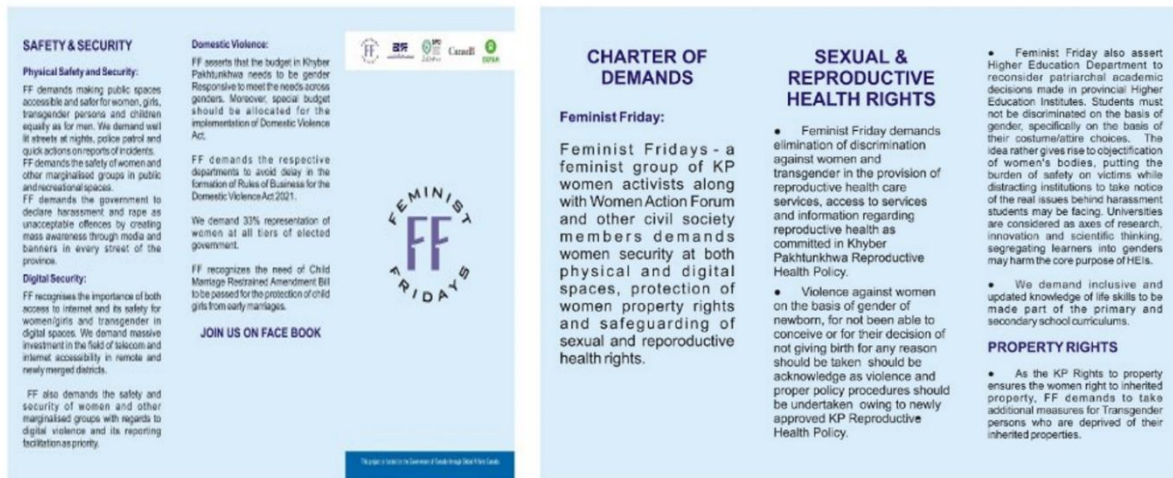 SAFETY & SECURITY
Physical Safety and Security:
FF demands making public spaces
accessible and safer for women, girls,
transgender persons and children
equally as for men. We demand well
lit streets at nights, police patrol and
quick actions on reports of incidents.
FF demands the safety of women and
other marginalised groups in public
and recreational spaces.
FF demands the government to
declare harassment and rape as
unacceptable offences by creating
mass awareness through media and
banners in every street of the
province.
Digital Security:
FF recognises the importance of both
access to internet and its safety for
women/girls and transgender in
digital spaces. We demand massive
investment in the field of telecom and
internet accessibility in remote and
newly merged districts.
FF also demands the safety and
security of women and other
marginalised groups with regards to
digital violence and its reporting
facilitation as priority.
Domestic Violence:
FF asserts that the budget in Khyber
Pakhtunkhwa needs to be gender
Responsive to meet the needs across
genders. Moreover, special budget
should be allocated for the
implementation of Domestic Violence
Act.
FF demands the respective
departments to avoid delay in the
formation of Rules of Business for the
Domestic Violence Act 2021.
We demand 33% representation of
women at all tiers of elected
government.
FF recognizes the need of Child
Marriage Restrained Amendment Bill
to be passed for the protection of child
girls from early marriages.
JOIN US ON FACE BOOK
FF
Canada
OXFAM
FEMINIST
FF
FRIDAYS
This project is funded by the Government of Canada through Global Affairs Canada
CHARTER OF
DEMANDS
Feminist Friday:
Feminist Fridays - a
feminist group of KP
women activists along
with Women Action Forum
and other civil society
members demands
women security at both
physical and digital
spaces, protection of
women property rights
and safeguarding of
sexual and reporoductive
health rights.
SEXUAL &
REPRODUCTIVE
HEALTH RIGHTS
● Feminist Friday demands
elimination of discrimination
against women and
transgender in the provision of
reproductive health care
services, access to services
and information regarding
reproductive health as
committed in Khyber
Pakhtunkhwa Reproductive
Health Policy.
● Violence against women
on the basis of gender of
newborn, for not been able to
conceive or for their decision of
not giving birth for any reason
should be taken should be
acknowledge as violence and
proper policy procedures should
be undertaken owing to newly
approved KP Reproductive
Health Policy.
● Feminist Friday also assert
Higher Education Department to
reconsider patriarchal academic
decisions made in provincial Higher
Education Institutes. Students must
not be discriminated on the basis of
gender, specifically on the basis of
their costume/attire choices. The
idea rather gives rise to objectification
of women's bodies, putting the
burden of safety on victims while
distracting institutions to take notice
of the real issues behind harassment
students may be facing. Universities
are considered as axes of research,
innovation and scientific thinking,
segregating learners into genders
may harm the core purpose of HEIs.
● We demand inclusive and
updated knowledge of life skills to be
made part of the primary and
secondary school curriculums.
PROPERTY RIGHTS
● As the KP Rights to property
ensures the women right to inherited
property, FF demands to take
additional measures for Transgender
persons who are deprived of their
inherited properties.